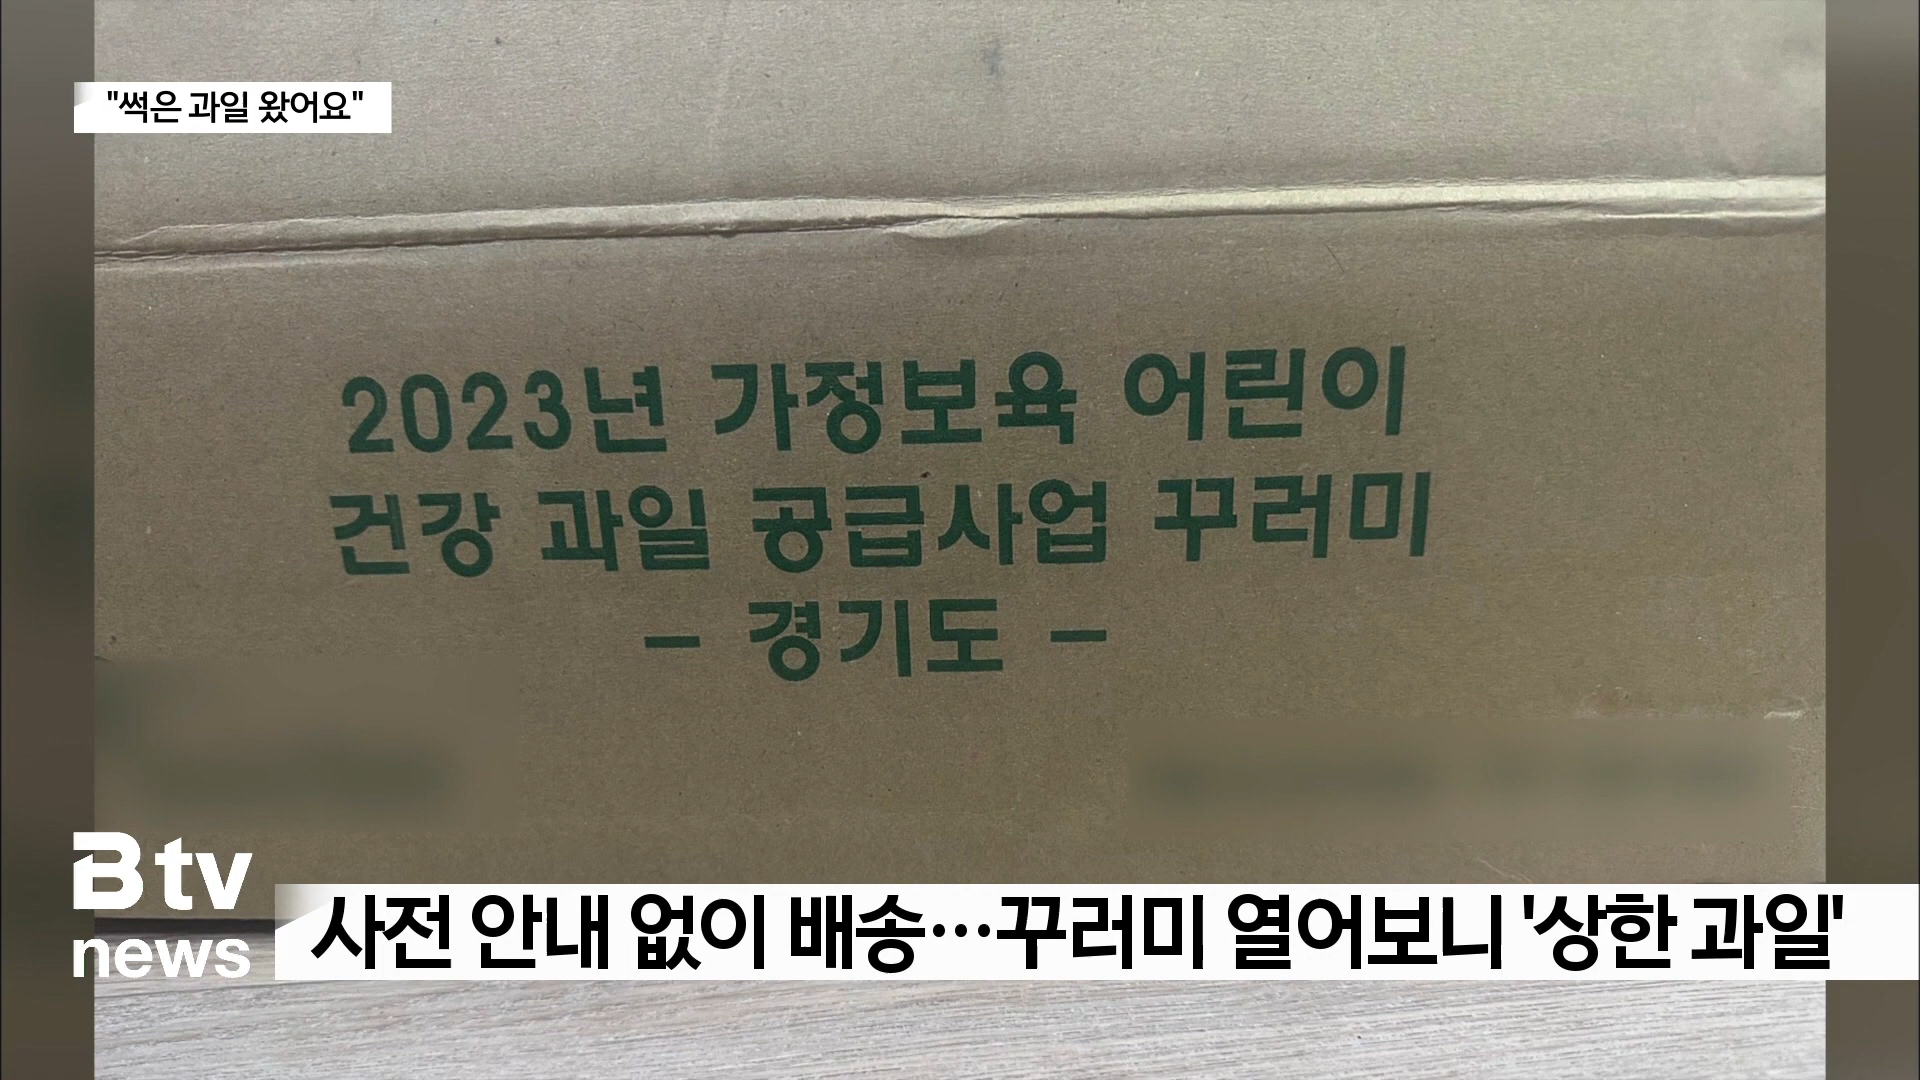 "썩은 과일 왔어요"
2023년 가정보육 어린이
건강 과일 공급사업 꾸러미
- 경기도 -
B tv
news
사전 안내 없이 배송…꾸러미 열어보니 '상한 과일'